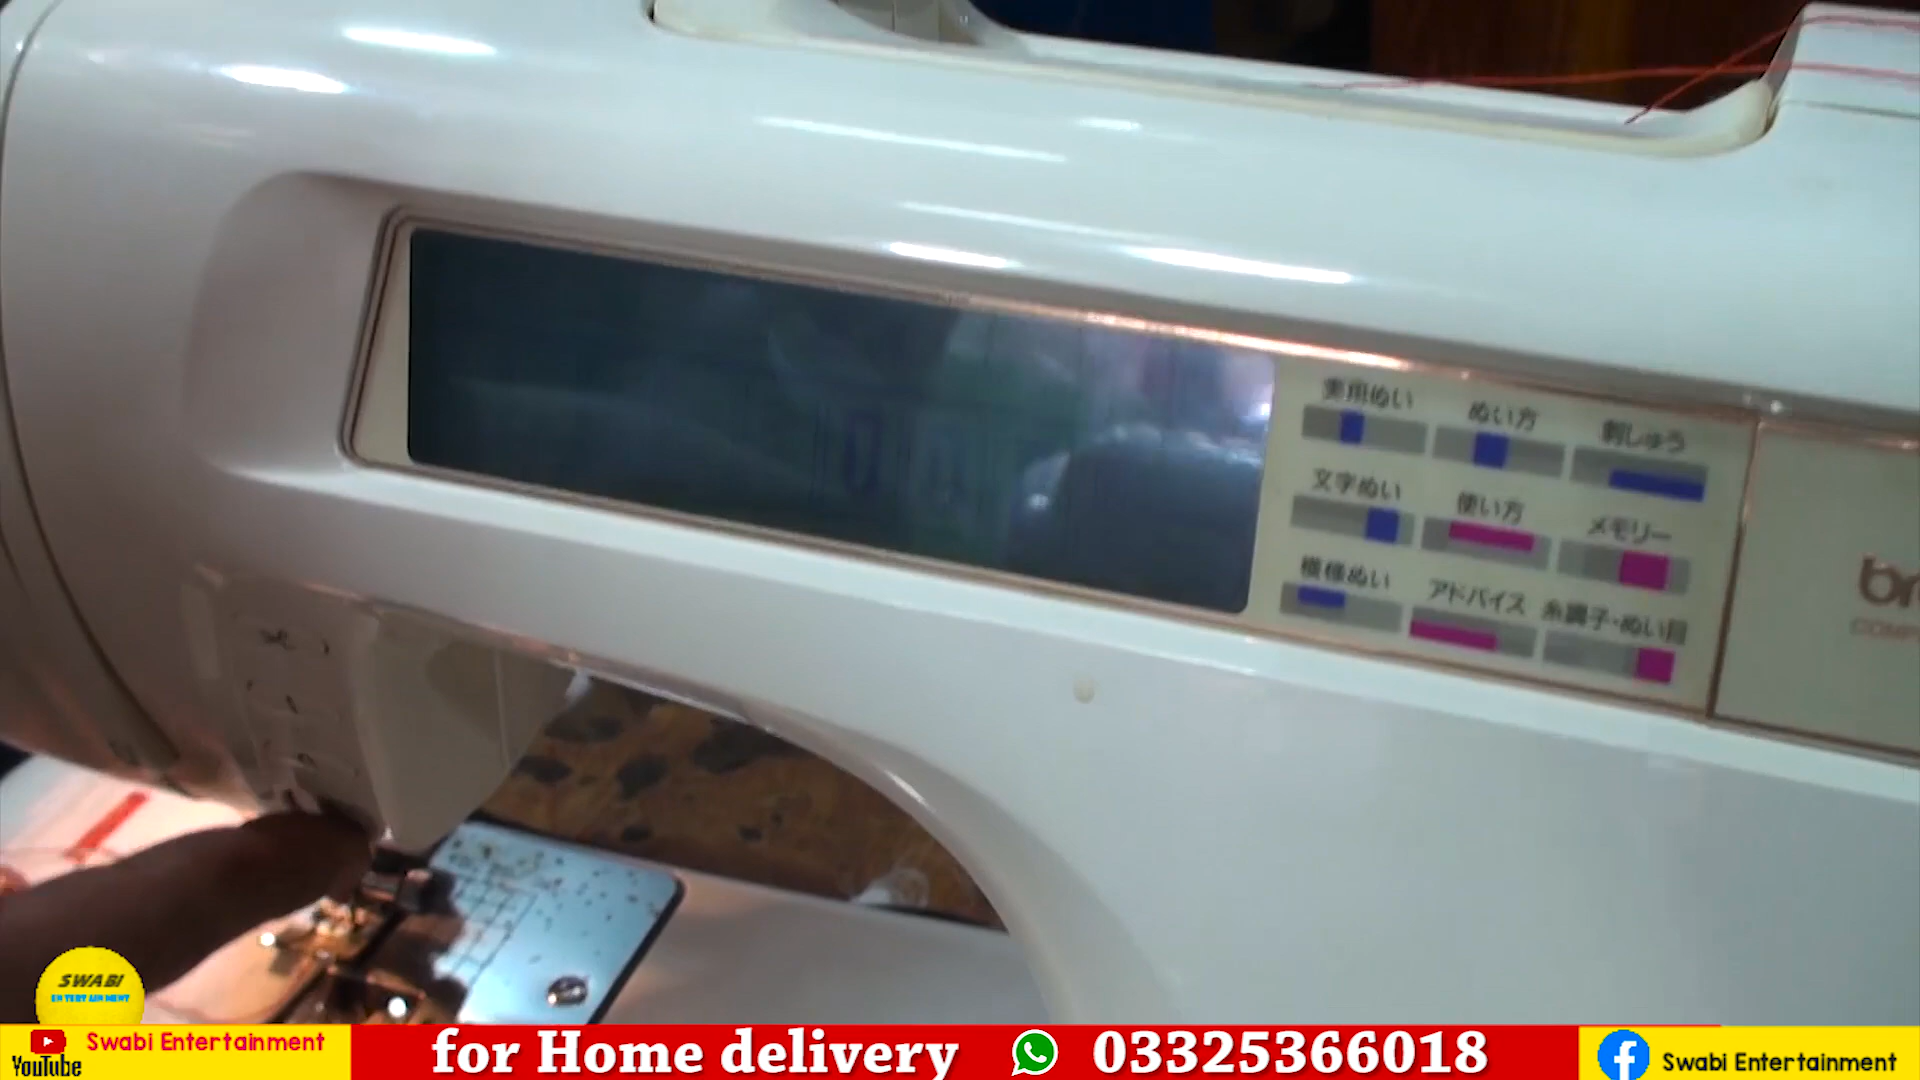 実用ぬい
ぬい方
刺しゅう
文字ぬい
使い方
メモリー
模様ぬい
アドバイス
糸調子・ぬい目
SWABI
ENTERTAINMENT
YouTube
Swabi Entertainment
for Home delivery
03325366018
Swabi Entertainment